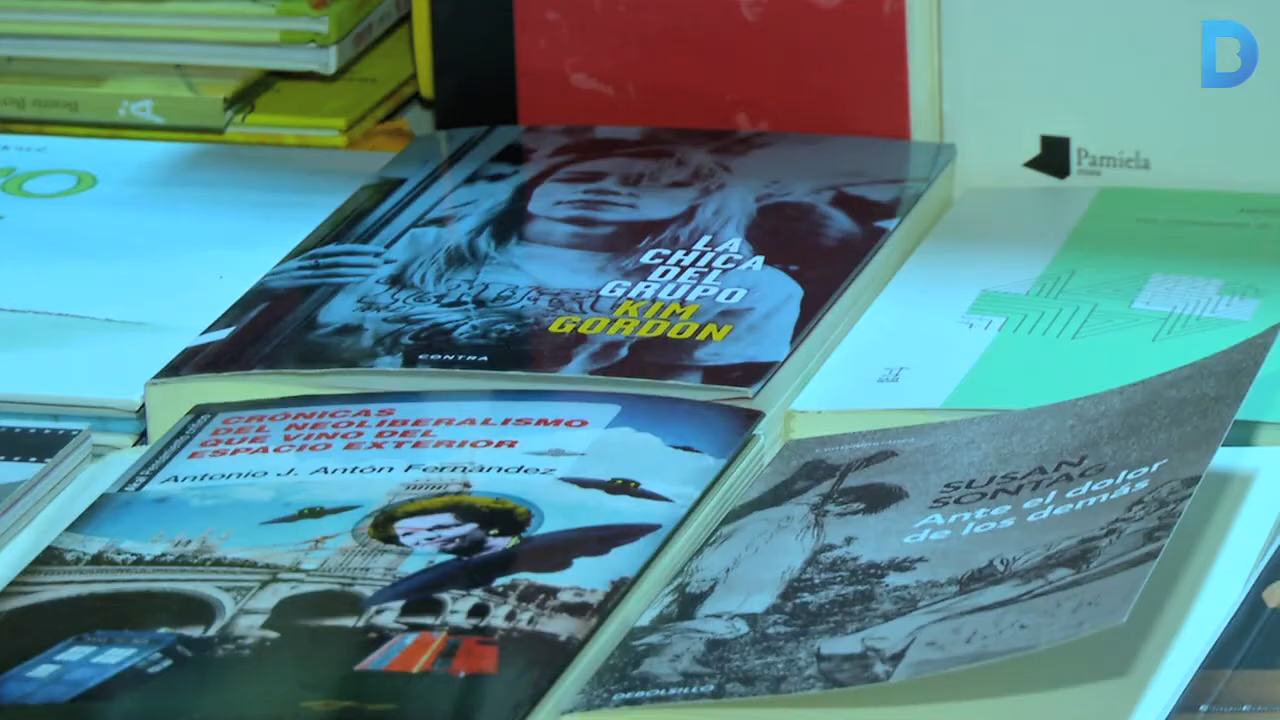 Pamiela
LA
CHICA
DEL
GRUPO
KIM
GORDON
CONTRA
CRÓNICAS
DEL NEOLIBERALISMO
QUE VINO DEL
ESPACIO EXTERIOR
Antonio J. Antón Fernández
SUSAN
SONTAG
Ante el dolor
de los demás
DEBOLSILLO